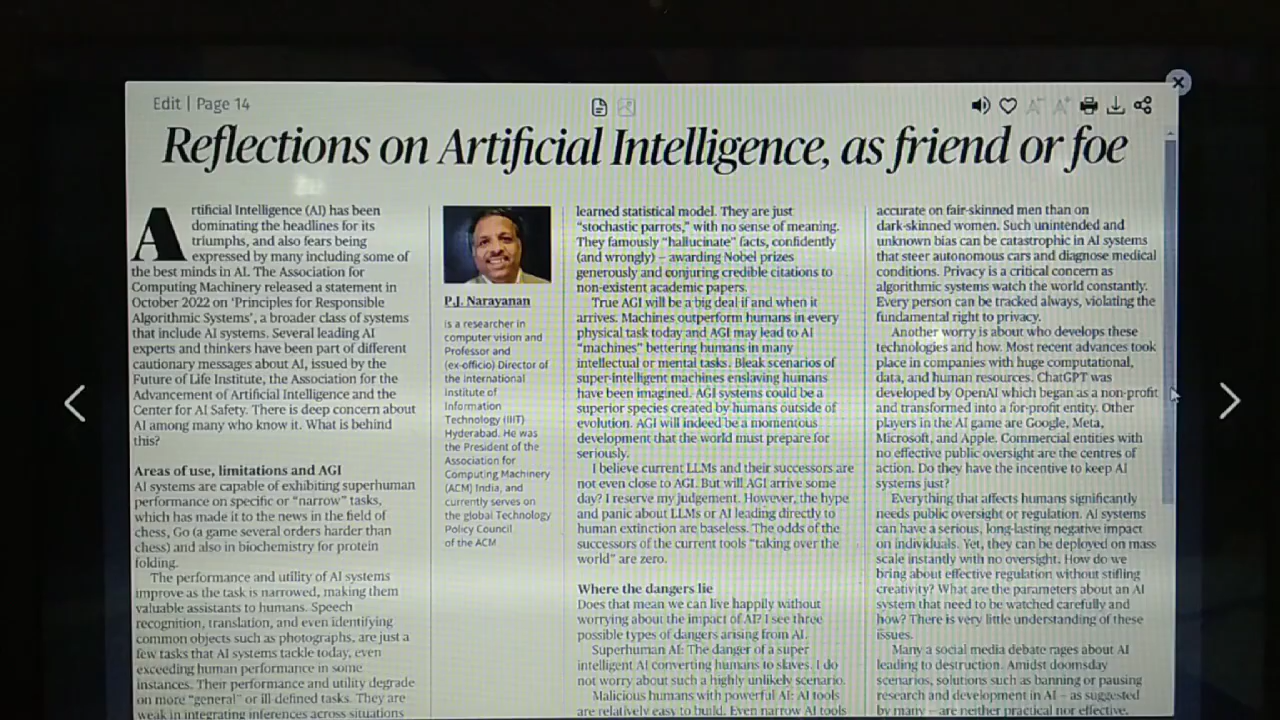 Edit | Page 14
Reflections on Artificial Intelligence, as friend or foe
Artificial Intelligence (AI) has been
dominating the headlines for its
triumphs, and also fears being
expressed by many including some of
the best minds in AI. The Association for
Computing Machinery released a statement in
October 2022 on ‘Principles for Responsible
Algorithmic Systems’, a broader class of systems
that include AI systems. Several leading AI
experts and thinkers have been part of different
cautionary messages about AI, issued by the
Future of Life Institute, the Association for the
Advancement of Artificial Intelligence and the
Center for AI Safety. There is deep concern about
AI among many who know it. What is behind
this?
Areas of use, limitations and AGI
AI systems are capable of exhibiting superhuman
performance on specific or “narrow” tasks,
which has made it to the news in the field of
chess, Go (a game several orders harder than
chess) and also in biochemistry for protein
folding.
The performance and utility of AI systems
improve as the task is narrowed, making them
valuable assistants to humans. Speech
recognition, translation, and even identifying
common objects such as photographs, are just a
few tasks that AI systems tackle today, even
exceeding human performance in some
instances. Their performance and utility degrade
on more “general” or ill-defined tasks. They are
weak in integrating inferences across situations
P.J. Narayanan
is a researcher in
computer vision and
Professor and
(ex-officio) Director of
the International
Institute of
Information
Technology (IIIT)
Hyderabad. He was
the President of the
Association for
Computing Machinery
(ACM) India, and
currently serves on
the global Technology
Policy Council
of the ACM
learned statistical model. They are just
“stochastic parrots,” with no sense of meaning.
They famously “hallucinate” facts, confidently
(and wrongly) – awarding Nobel prizes
generously and conjuring credible citations to
non-existent academic papers.
True AGI will be a big deal if and when it
arrives. Machines outperform humans in every
physical task today and AGI may lead to AI
“machines” bettering humans in many
intellectual or mental tasks. Bleak scenarios of
super-intelligent machines enslaving humans
have been imagined. AGI systems could be a
superior species created by humans outside of
evolution. AGI will indeed be a momentous
development that the world must prepare for
seriously.
I believe current LLMs and their successors are
not even close to AGI. But will AGI arrive some
day? I reserve my judgement. However, the hype
and panic about LLMs or AI leading directly to
human extinction are baseless. The odds of the
successors of the current tools “taking over the
world” are zero.
Where the dangers lie
Does that mean we can live happily without
worrying about the impact of AI? I see three
possible types of dangers arising from AI.
Superhuman AI: The danger of a super
intelligent AI converting humans to slaves. I do
not worry about such a highly unlikely scenario.
Malicious humans with powerful AI: AI tools
are relatively easy to build. Even narrow AI tools
accurate on fair-skinned men than on
dark-skinned women. Such unintended and
unknown bias can be catastrophic in AI systems
that steer autonomous cars and diagnose medical
conditions. Privacy is a critical concern as
algorithmic systems watch the world constantly.
Every person can be tracked always, violating the
fundamental right to privacy.
Another worry is about who develops these
technologies and how. Most recent advances took
place in companies with huge computational,
data, and human resources. ChatGPT was
developed by OpenAI which began as a non-profit
and transformed into a for-profit entity. Other
players in the AI game are Google, Meta,
Microsoft, and Apple. Commercial entities with
no effective public oversight are the centres of
action. Do they have the incentive to keep AI
systems just?
Everything that affects humans significantly
needs public oversight or regulation. AI systems
can have a serious, long-lasting negative impact
on individuals. Yet, they can be deployed on mass
scale instantly with no oversight. How do we
bring about effective regulation without stifling
creativity? What are the parameters about an AI
system that need to be watched carefully and
how? There is very little understanding of these
issues.
Many a social media debate rages about AI
leading to destruction. Amidst doomsday
scenarios, solutions such as banning or pausing
research and development in AI – as suggested
by many – are neither practical nor effective.